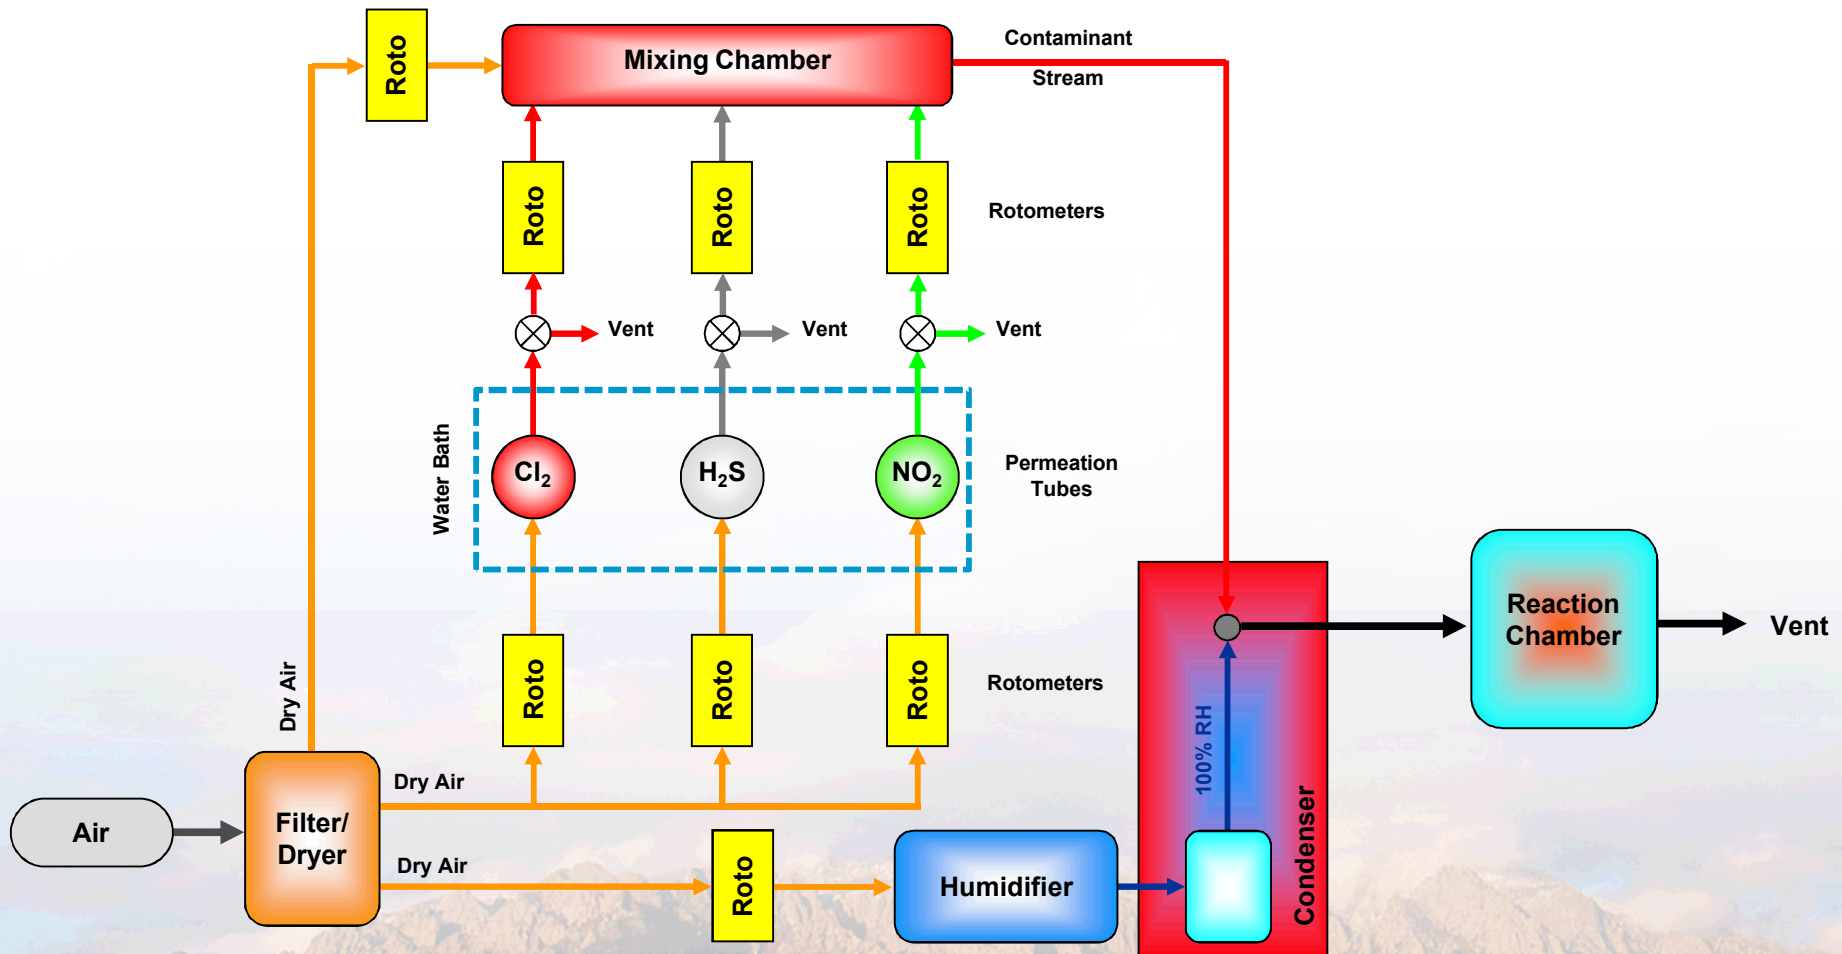 Roto
Mixing Chamber
Contaminant
Stream
Roto
Roto
Roto
Rotometers
Vent
Vent
Vent
Water Bath
Cl₂
H₂S
NO₂
Permeation
Tubes
Dry Air
Roto
Roto
Roto
Rotometers
100% RH
Condenser
Reaction
Chamber
Vent
Air
Filter/
Dryer
Dry Air
Dry Air
Roto
Humidifier